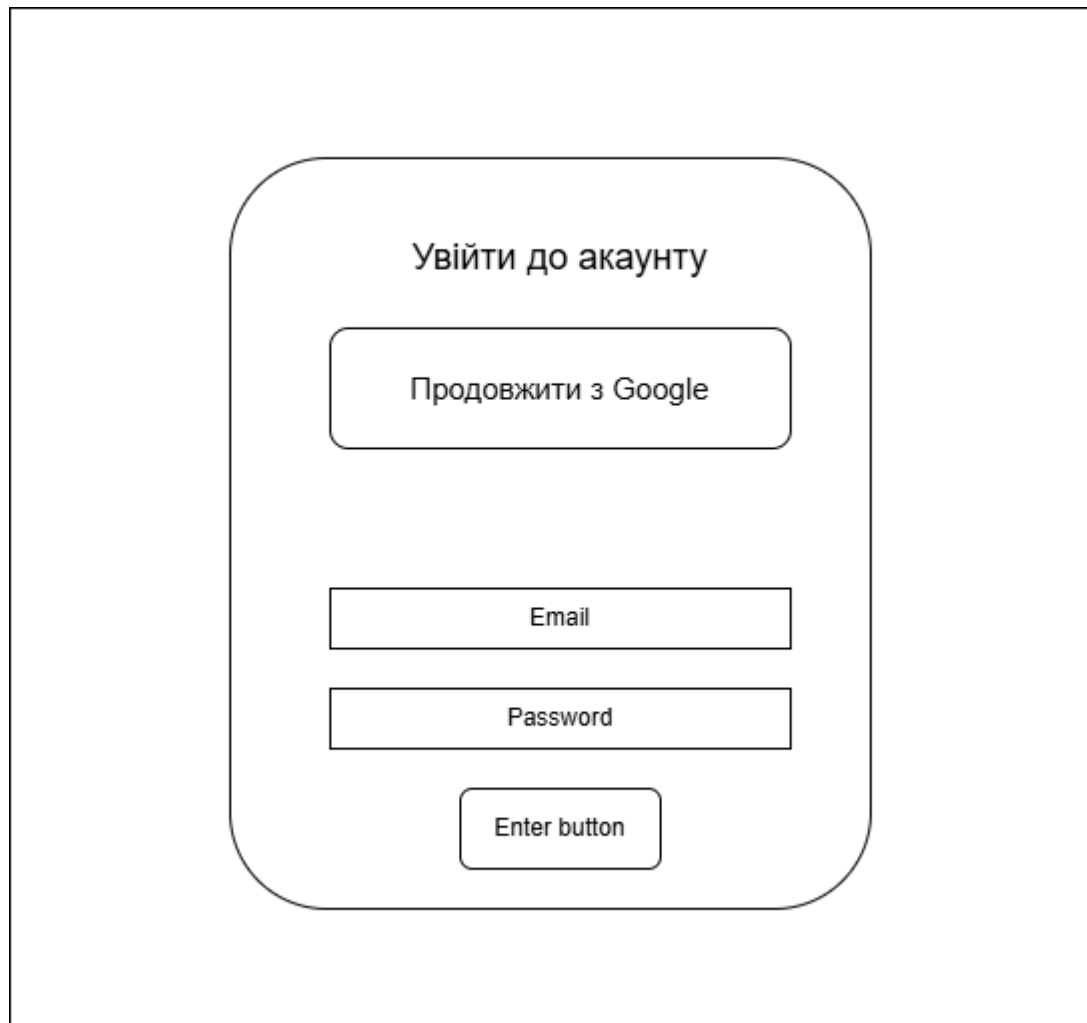 Увійти до акаунту
Продовжити з Google
Email
Password
Enter button